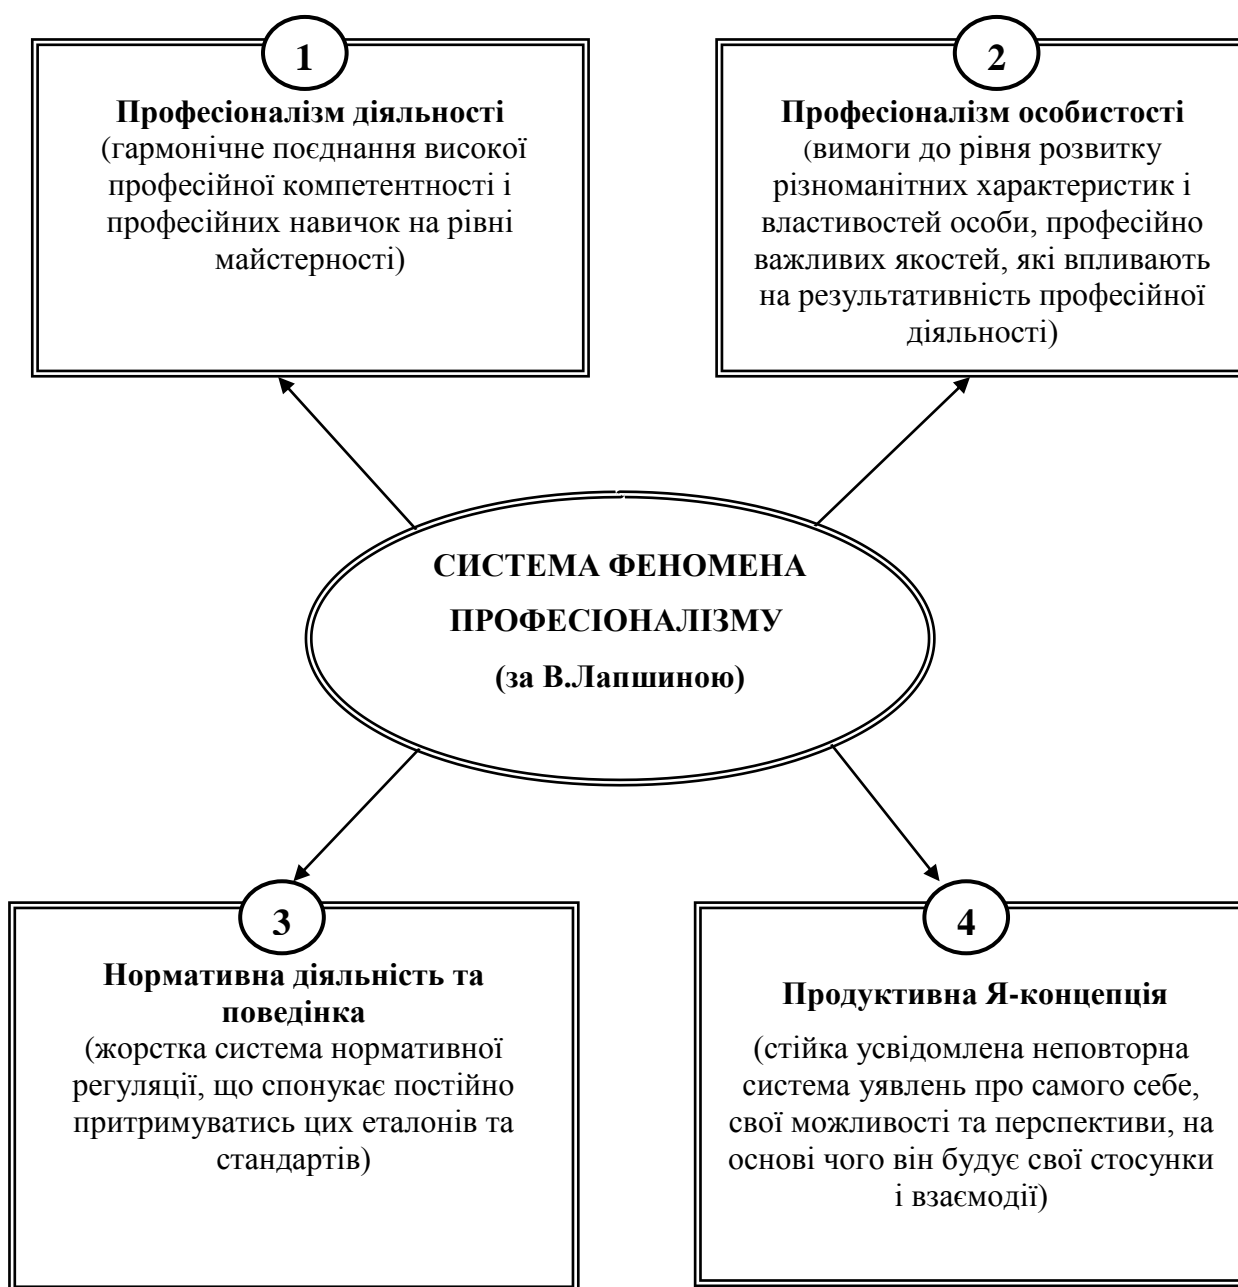 1
Професіоналізм діяльності
(гармонічне поєднання високої
професійної компетентності і
професійних навичок на рівні
майстерності)
2
Професіоналізм особистості
(вимоги до рівня розвитку
різноманітних характеристик і
властивостей особи, професійно
важливих якостей, які впливають
на результативність професійної
діяльності)
СИСТЕМА ФЕНОМЕНА
ПРОФЕСІОНАЛІЗМУ
(за В.Лапшиною)
3
Нормативна діяльність та
поведінка
(жорстка система нормативної
регуляції, що спонукає постійно
притримуватись цих еталонів та
стандартів)
4
Продуктивна Я-концепція
(стійка усвідомлена неповторна
система уявлень про самого себе,
свої можливості та перспективи, на
основі чого він будує свої стосунки
і взаємодії)